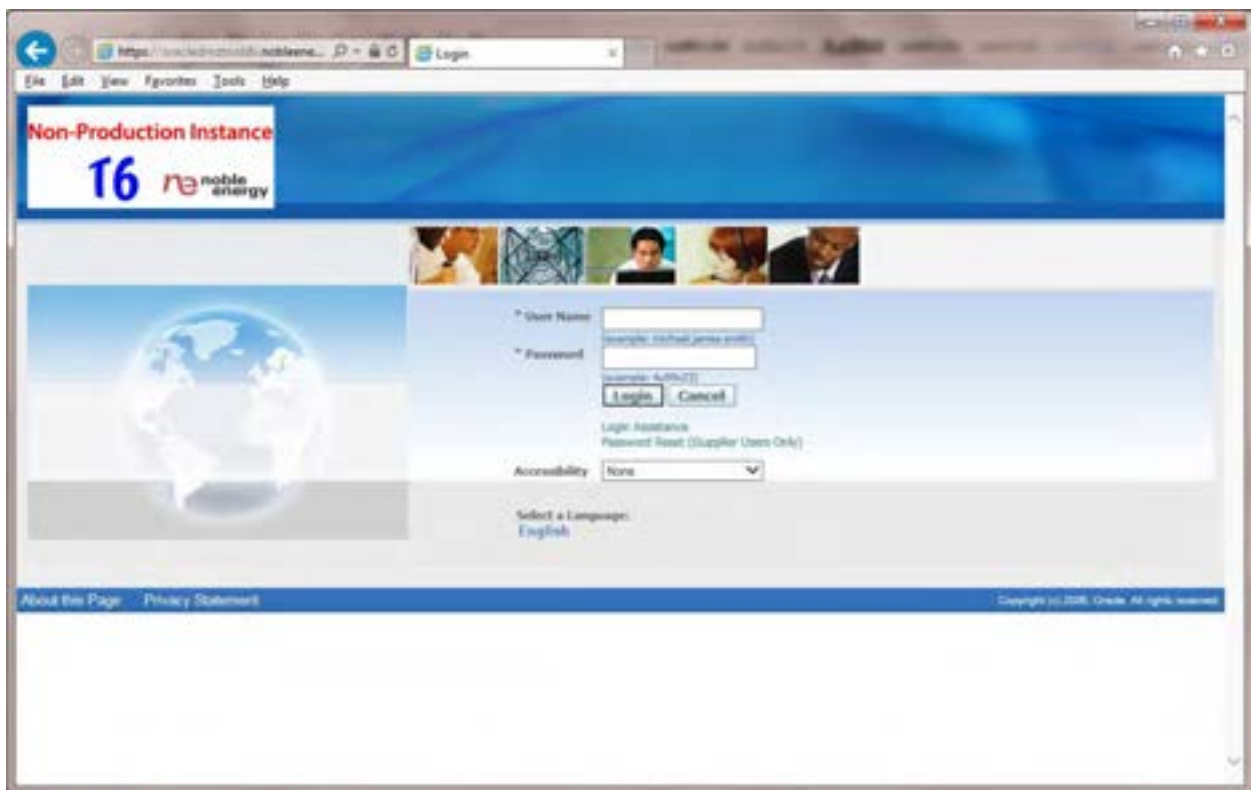 Login
File Edit View Favorites Tools Help
Non-Production Instance
T6 ne noble energy
* User Name
(example: michael.james.smith)
* Password
Login Cancel
Login Assistance
Password Reset (Supplier Users Only)
Accessibility None
Select a Language:
English
About this Page Privacy Statement
Copyright (c) 2006, Oracle. All rights reserved.